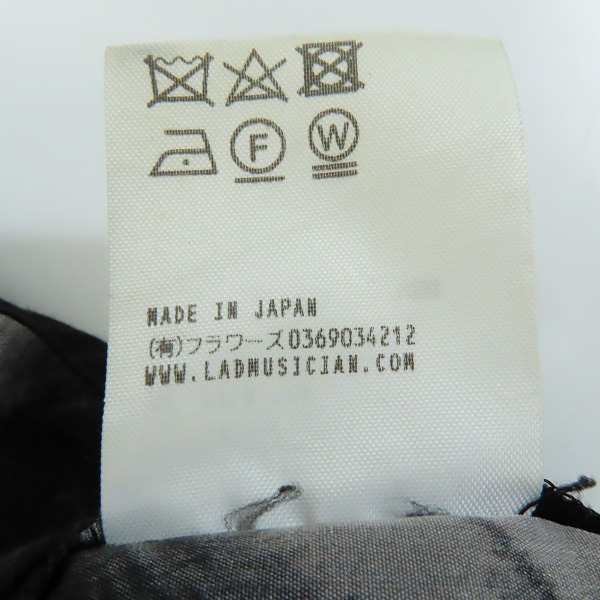 F W
MADE IN JAPAN
(有)フラワーズ0369034212
WWW.LADMUSICIAN.COM